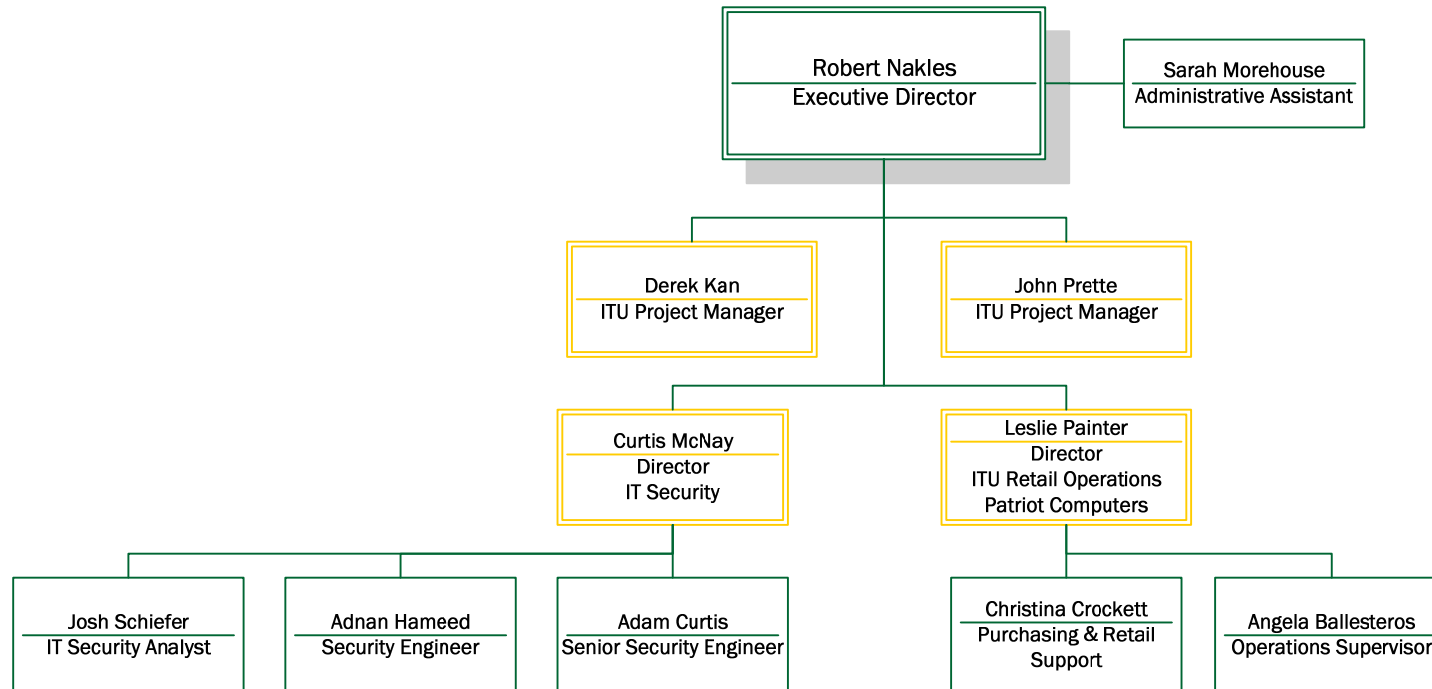 Robert Nakles
Executive Director
Sarah Morehouse
Administrative Assistant
Derek Kan
ITU Project Manager
John Prette
ITU Project Manager
Curtis McNay
Director
IT Security
Leslie Painter
Director
ITU Retail Operations
Patriot Computers
Josh Schiefer
IT Security Analyst
Adnan Hameed
Security Engineer
Adam Curtis
Senior Security Engineer
Christina Crockett
Purchasing & Retail
Support
Angela Ballesteros
Operations Supervisor